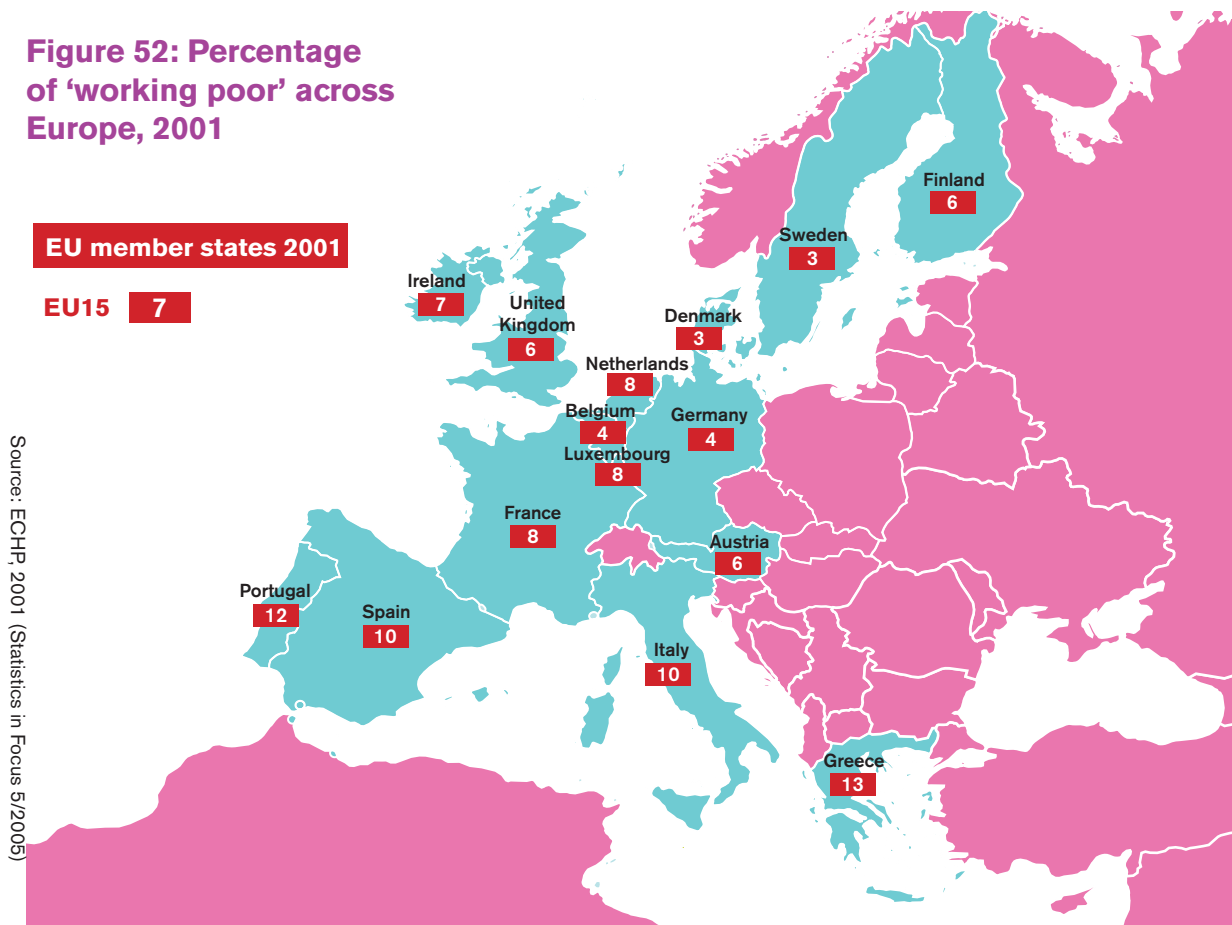 Figure 52: Percentage
of ‘working poor’ across
Europe, 2001
EU member states 2001
EU15 7
Finland
6
Sweden
3
Ireland
7
United
Kingdom
6
Denmark
3
Netherlands
8
Belgium
4
Germany
4
Luxembourg
8
France
8
Austria
6
Portugal
12
Spain
10
Italy
10
Greece
13
Source: ECHP, 2001 (Statistics in Focus 5/2005)